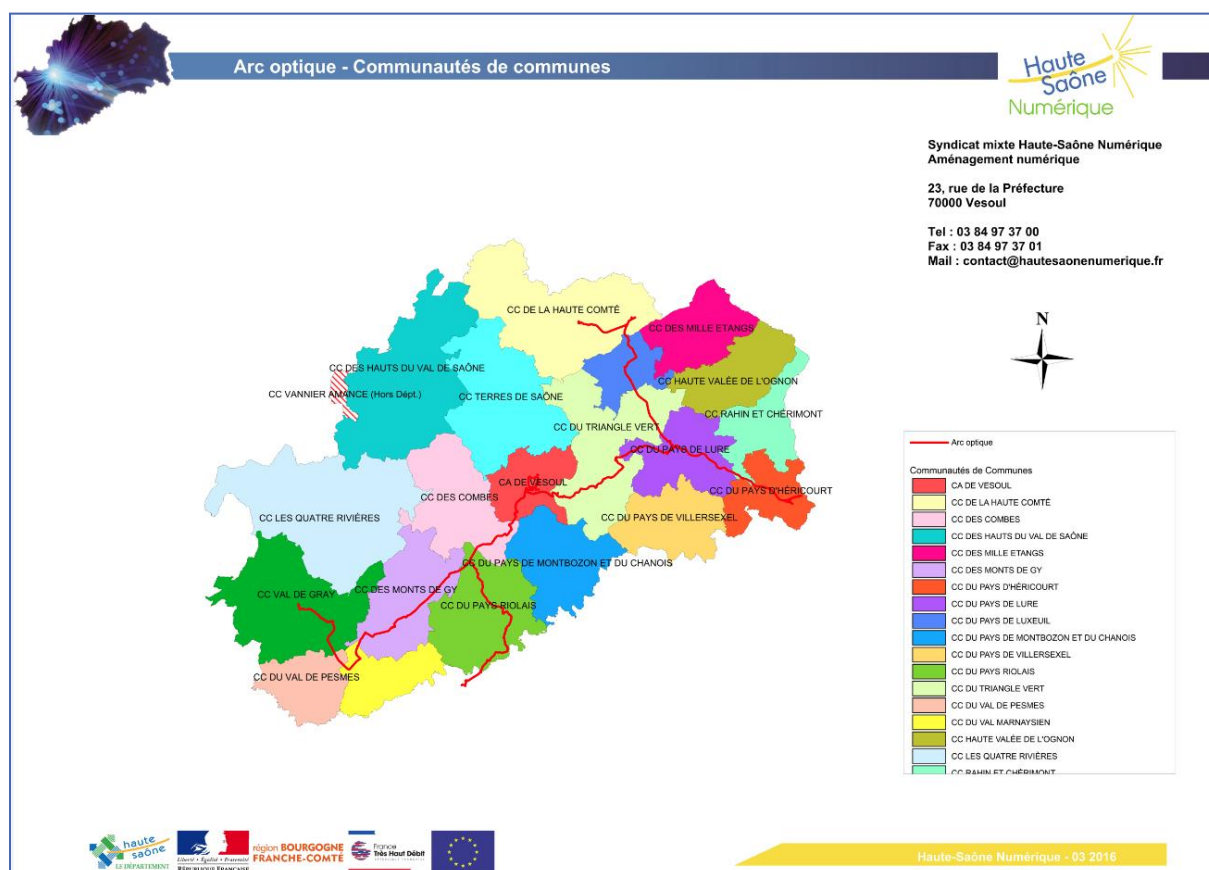 Arc optique - Communautés de communes
Haute
Saône
Numérique
Syndicat mixte Haute-Saône Numérique
Aménagement numérique
23, rue de la Préfecture
70000 Vesoul
Tel : 03 84 97 37 00
Fax : 03 84 97 37 01
Mail : contact@hautesaonenumerique.fr
N
CC DE LA HAUTE COMTÉ
CC DES MILLE ETANGS
CC DES HAUTS DU VAL DE SAÔNE
CC HAUTE VALÉE DE L'OGNON
CC VANNIER AMANCE (Hors Dépt.)
CC TERRES DE SAÔNE
CC RAHIN ET CHÉRIMONT
CC DU TRIANGLE VERT
CC DU PAYS DE LURE
CA DE VESOUL
CC DU PAYS D'HÉRICOURT
CC DES COMBES
CC LES QUATRE RIVIÈRES
CC DU PAYS DE VILLERSEXEL
CC DU PAYS DE MONTBOZON ET DU CHANOIS
CC DES MONTS DE GY
CC VAL DE GRAY
CC DU PAYS RIOLAIS
CC DU VAL DE PESMES
Arc optique
Communautés de Communes
CA DE VESOUL
CC DE LA HAUTE COMTÉ
CC DES COMBES
CC DES HAUTS DU VAL DE SAÔNE
CC DES MILLE ETANGS
CC DES MONTS DE GY
CC DU PAYS D'HÉRICOURT
CC DU PAYS DE LURE
CC DU PAYS DE LUXEUIL
CC DU PAYS DE MONTBOZON ET DU CHANOIS
CC DU PAYS DE VILLERSEXEL
CC DU PAYS RIOLAIS
CC DU TRIANGLE VERT
CC DU VAL DE PESMES
CC DU VAL MARNAYSIEN
CC HAUTE VALÉE DE L'OGNON
CC LES QUATRE RIVIÈRES
CC RAHIN ET CHÉRIMONT
haute
saône
LE DÉPARTEMENT
Liberté • Égalité • Fraternité
RÉPUBLIQUE FRANÇAISE
région BOURGOGNE
FRANCHE-COMTÉ
France
Très Haut Débit
Haute-Saône Numérique - 03 2016